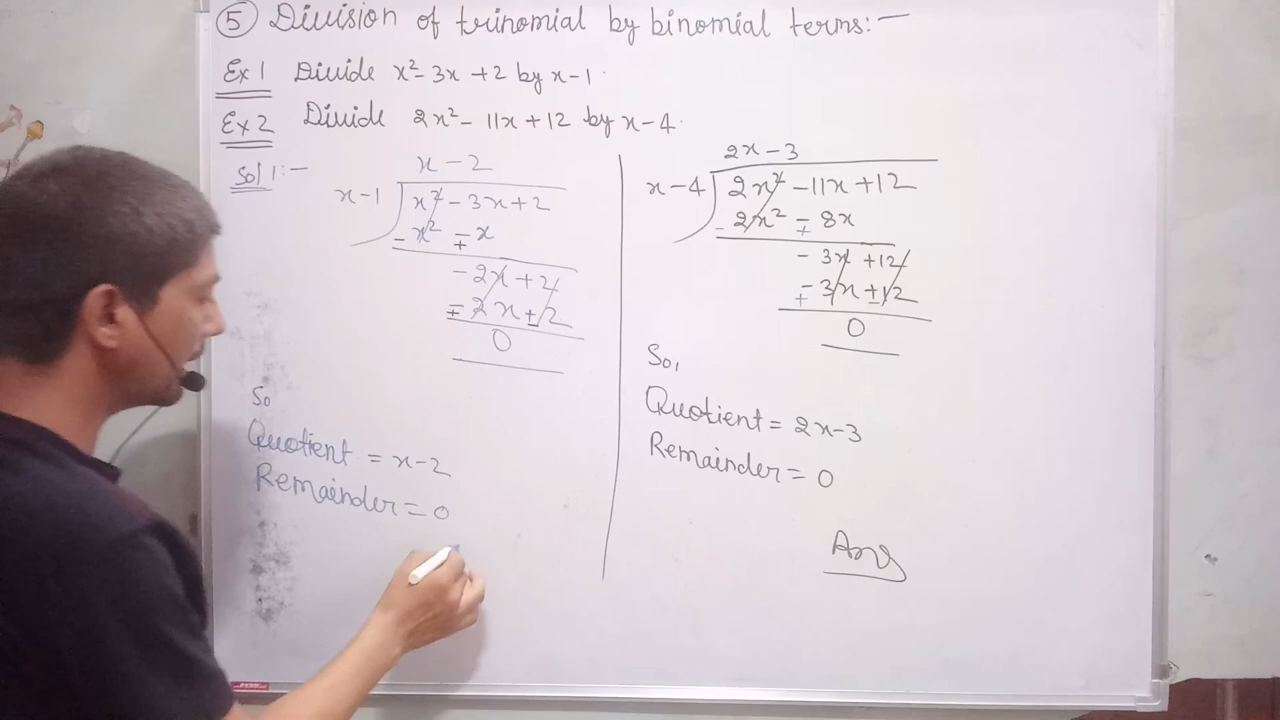 ⑤ Division of trinomial by binomial terms:-
Ex 1 Divide x² - 3x + 2 by x - 1.
Ex 2 Divide 2x² - 11x + 12 by x - 4.
Sol 1:-
x - 2
x - 1 ) x² - 3x + 2
- x² ∓ x
+
- 2x + 2
∓ 2x ± 2
0
So
Quotient = x - 2
Remainder = 0
2x - 3
x - 4 ) 2x² - 11x + 12
- 2x² - 8x
+
- 3x + 12
- 3x ± 12
+
0
So,
Quotient = 2x - 3
Remainder = 0
Ans